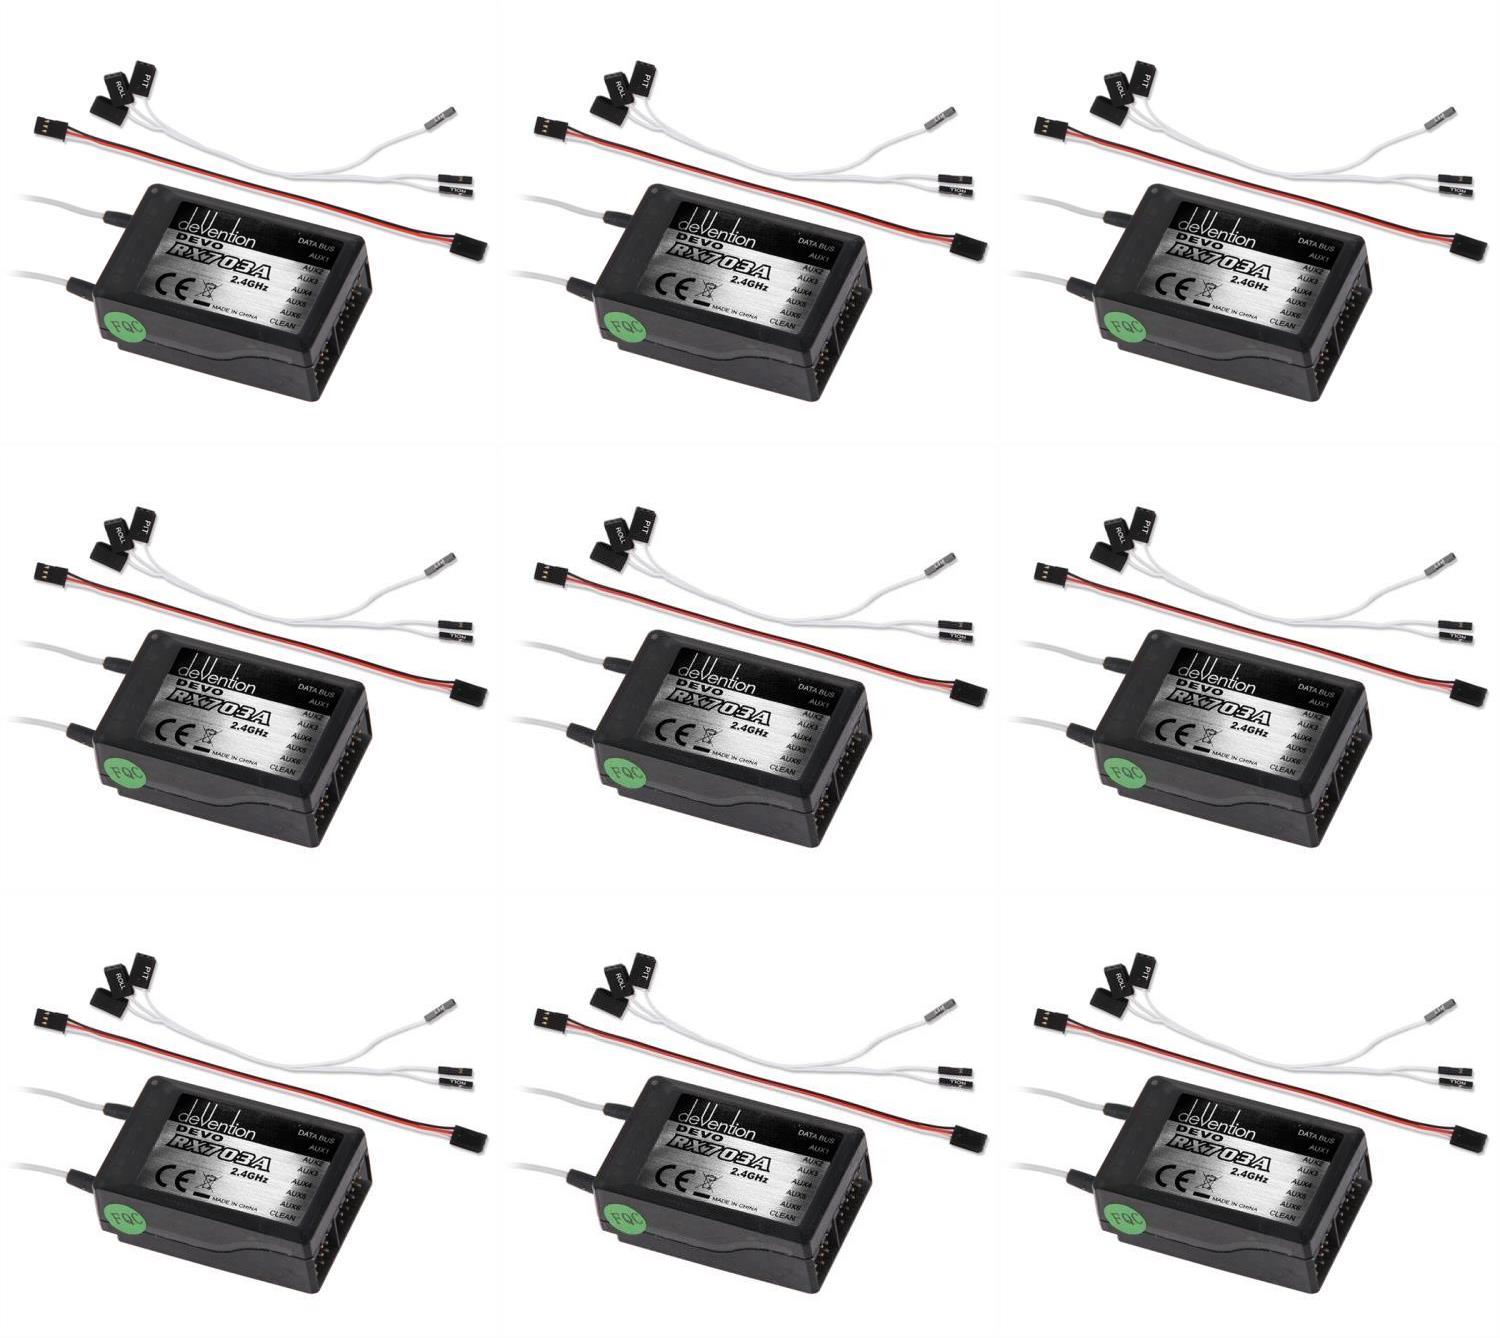 PIT
ROLL
ROLL
deVention
DATA BUS
DEVO
AUX1
RX703A
AUX2
2.4GHz
AUX3
CE
AUX4
AUX5
MADE IN CHINA
AUX6
FQC
CLEAN
PIT
ROLL
ROLL
deVention
DATA BUS
DEVO
AUX1
RX703A
AUX2
2.4GHz
AUX3
CE
AUX4
AUX5
MADE IN CHINA
AUX6
FQC
CLEAN
PIT
ROLL
ROLL
deVention
DATA BUS
DEVO
AUX1
RX703A
AUX2
2.4GHz
AUX3
CE
AUX4
AUX5
MADE IN CHINA
AUX6
FQC
CLEAN
PIT
ROLL
ROLL
deVention
DATA BUS
DEVO
AUX1
RX703A
AUX2
2.4GHz
AUX3
CE
AUX4
AUX5
MADE IN CHINA
AUX6
FQC
CLEAN
PIT
ROLL
ROLL
deVention
DATA BUS
DEVO
AUX1
RX703A
AUX2
2.4GHz
AUX3
CE
AUX4
AUX5
MADE IN CHINA
AUX6
FQC
CLEAN
PIT
ROLL
ROLL
deVention
DATA BUS
DEVO
AUX1
RX703A
AUX2
2.4GHz
AUX3
CE
AUX4
AUX5
MADE IN CHINA
AUX6
FQC
CLEAN
PIT
ROLL
ROLL
deVention
DATA BUS
DEVO
AUX1
RX703A
AUX2
2.4GHz
AUX3
CE
AUX4
AUX5
MADE IN CHINA
AUX6
FQC
CLEAN
PIT
ROLL
ROLL
deVention
DATA BUS
DEVO
AUX1
RX703A
AUX2
2.4GHz
AUX3
CE
AUX4
AUX5
MADE IN CHINA
AUX6
FQC
CLEAN
PIT
ROLL
ROLL
deVention
DATA BUS
DEVO
AUX1
RX703A
AUX2
2.4GHz
AUX3
CE
AUX4
AUX5
MADE IN CHINA
AUX6
FQC
CLEAN